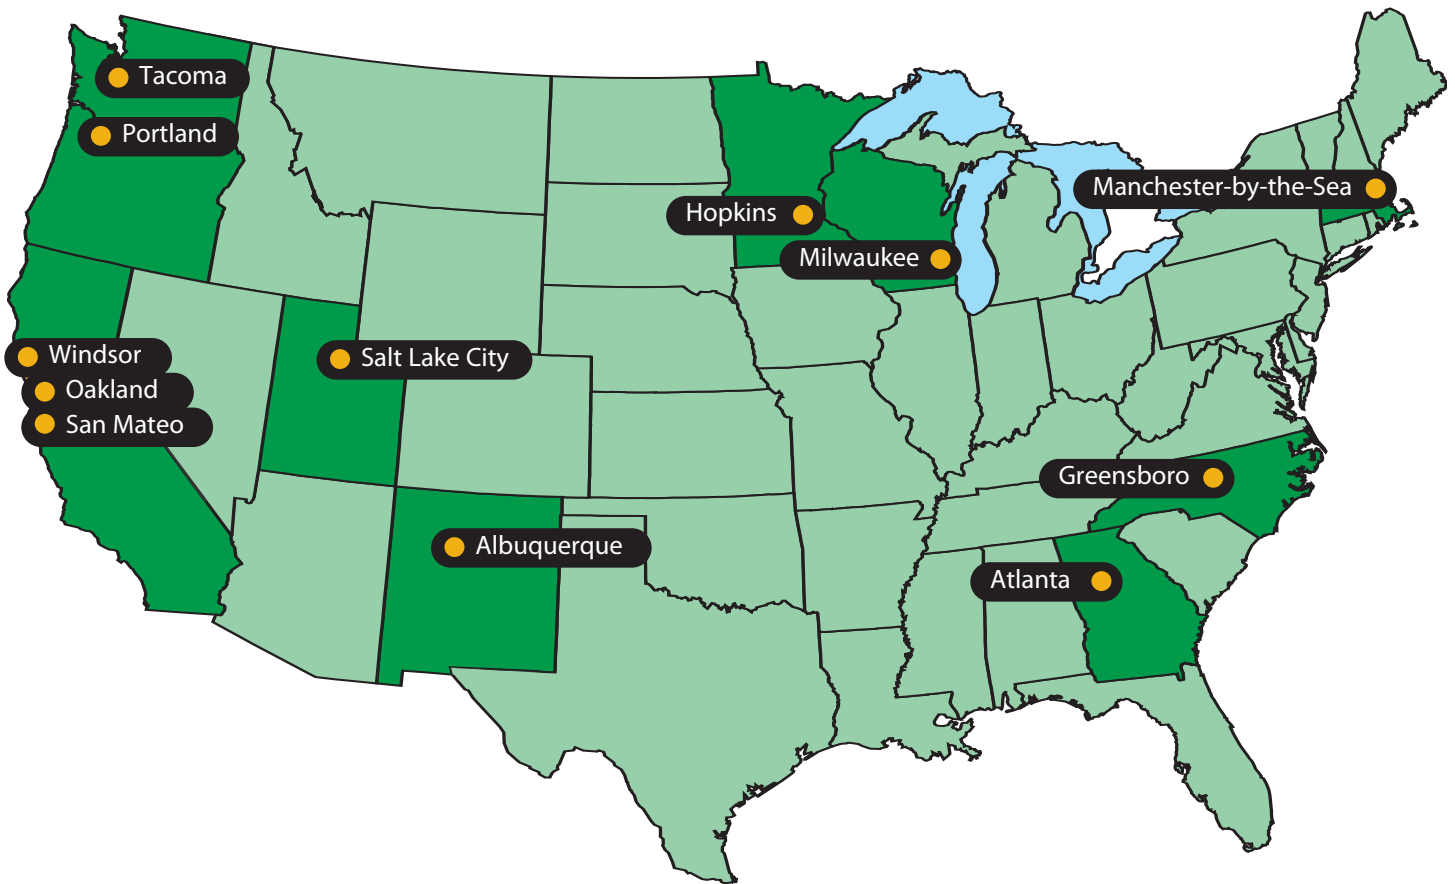 Tacoma
Portland
Manchester-by-the-Sea
Hopkins
Milwaukee
Windsor
Salt Lake City
Oakland
San Mateo
Greensboro
Albuquerque
Atlanta